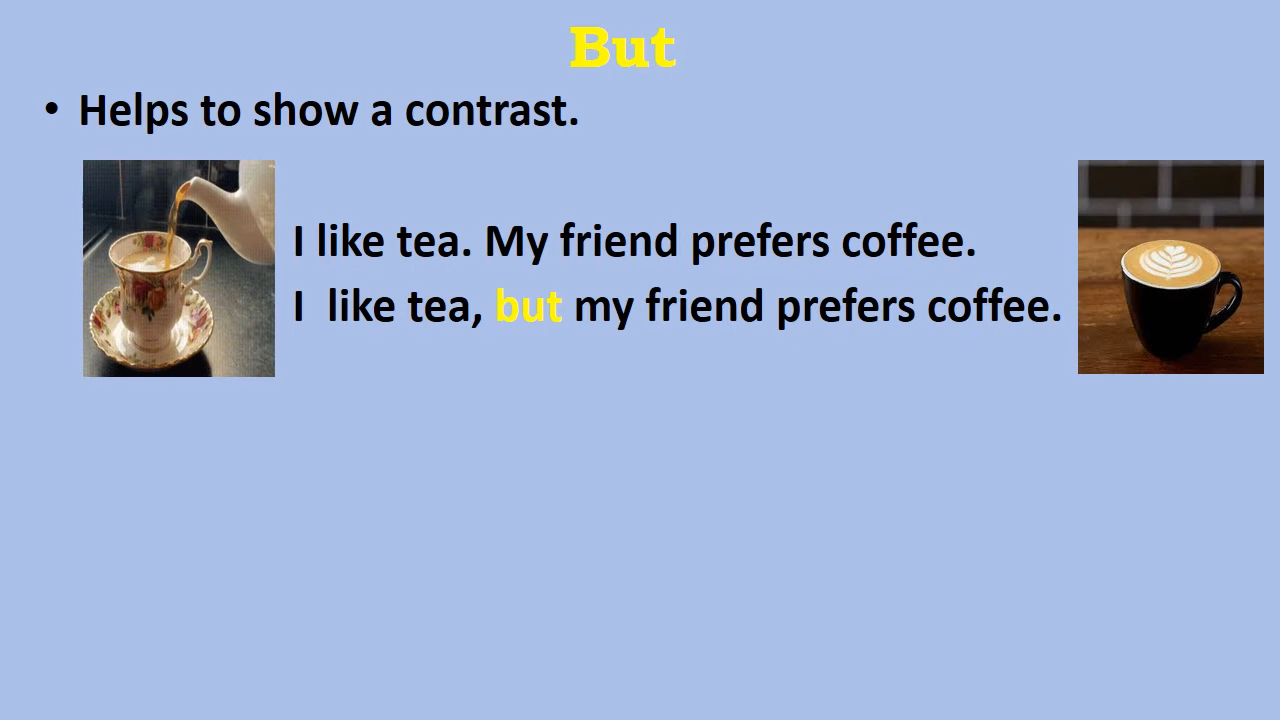 But
• Helps to show a contrast.
I like tea. My friend prefers coffee.
I  like tea, but my friend prefers coffee.